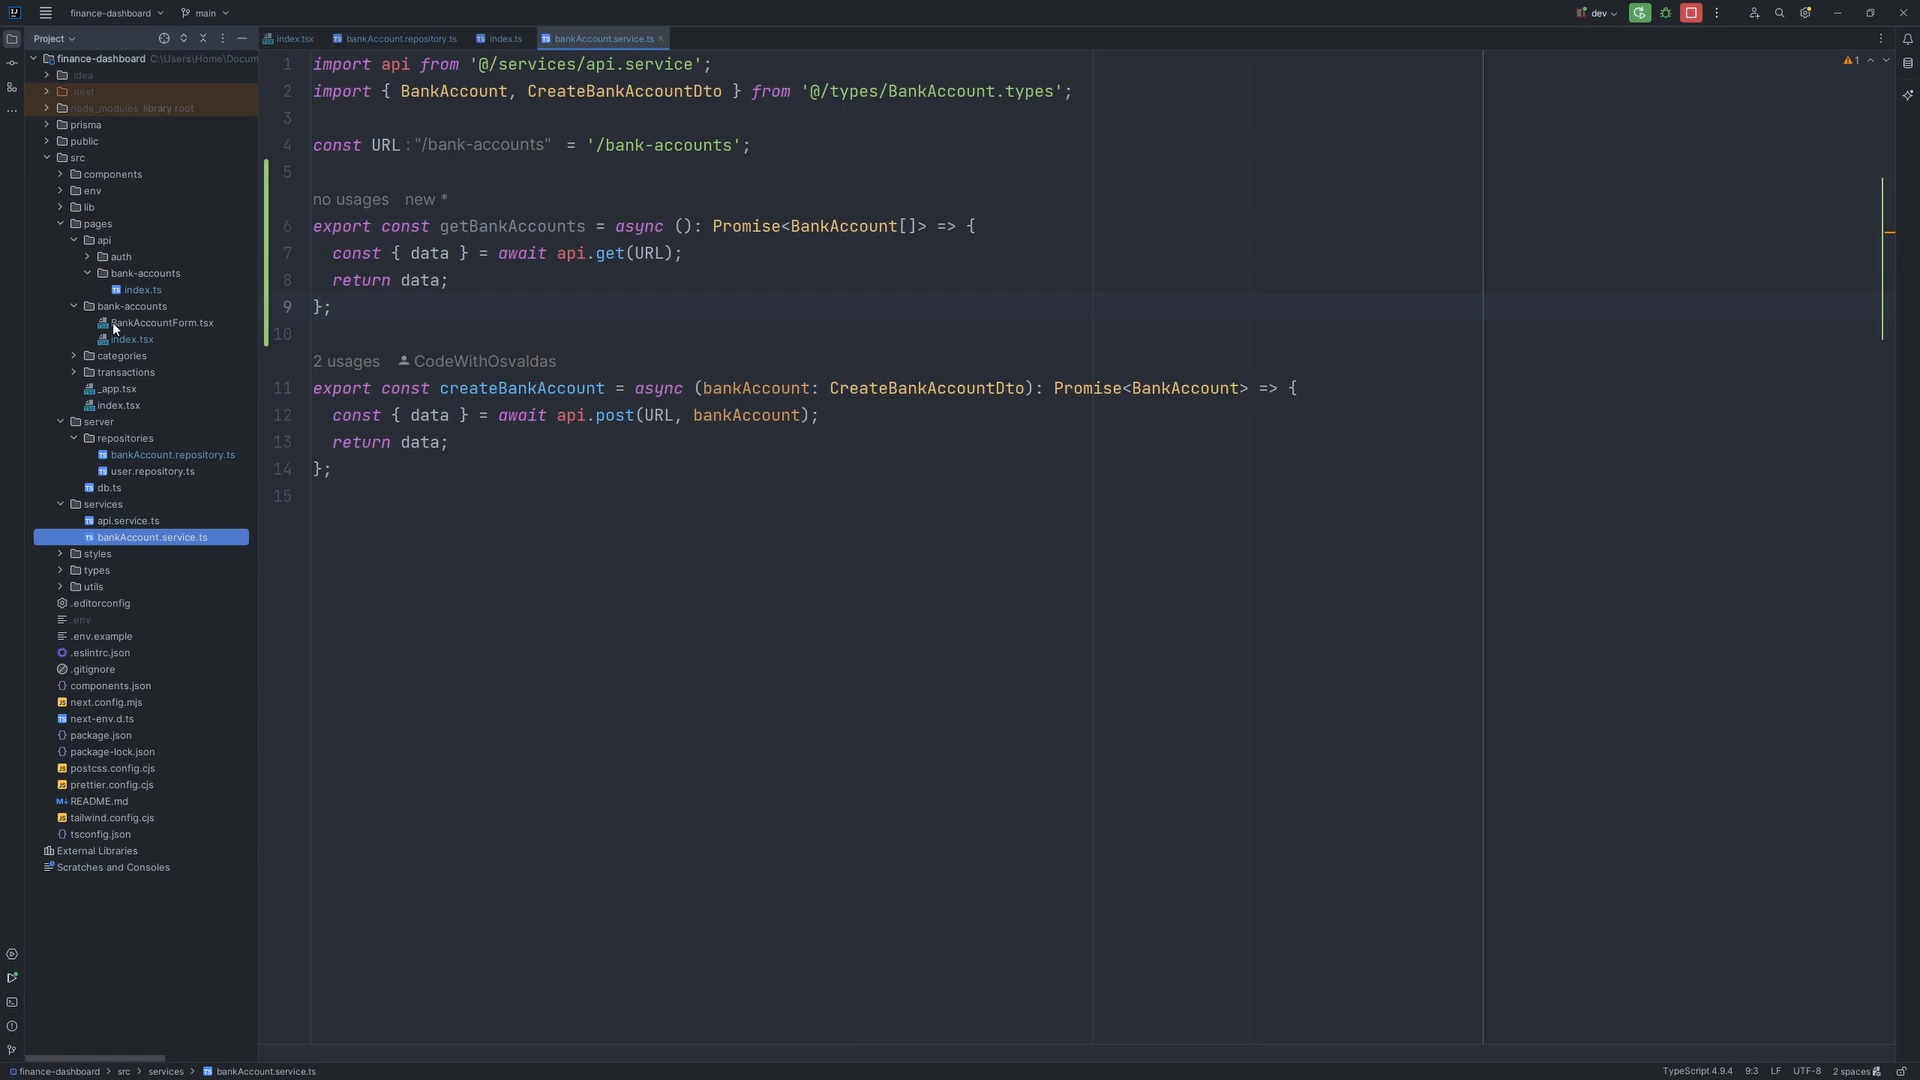 finance-dashboard
main
dev
Project
index.tsx
bankAccount.repository.ts
index.ts
bankAccount.service.ts
finance-dashboard C:\Users\Home\Docum
.idea
.next
node_modules library root
prisma
public
src
components
env
lib
pages
api
auth
bank-accounts
index.ts
bank-accounts
BankAccountForm.tsx
index.tsx
categories
transactions
_app.tsx
index.tsx
server
repositories
bankAccount.repository.ts
user.repository.ts
db.ts
services
api.service.ts
bankAccount.service.ts
styles
types
utils
.editorconfig
.env
.env.example
.eslintrc.json
.gitignore
components.json
next.config.mjs
next-env.d.ts
package.json
package-lock.json
postcss.config.cjs
prettier.config.cjs
README.md
tailwind.config.cjs
tsconfig.json
External Libraries
Scratches and Consoles
1 import api from '@/services/api.service';
2 import { BankAccount, CreateBankAccountDto } from '@/types/BankAccount.types';
3
4 const URL : "/bank-accounts" = '/bank-accounts';
5
no usages new *
6 export const getBankAccounts = async (): Promise<BankAccount[]> => {
7 const { data } = await api.get(URL);
8 return data;
9 };
10
2 usages CodeWithOsvaldas
11 export const createBankAccount = async (bankAccount: CreateBankAccountDto): Promise<BankAccount> => {
12 const { data } = await api.post(URL, bankAccount);
13 return data;
14 };
15
1
finance-dashboard > src > services > bankAccount.service.ts
TypeScript 4.9.4 9:3 LF UTF-8 2 spaces